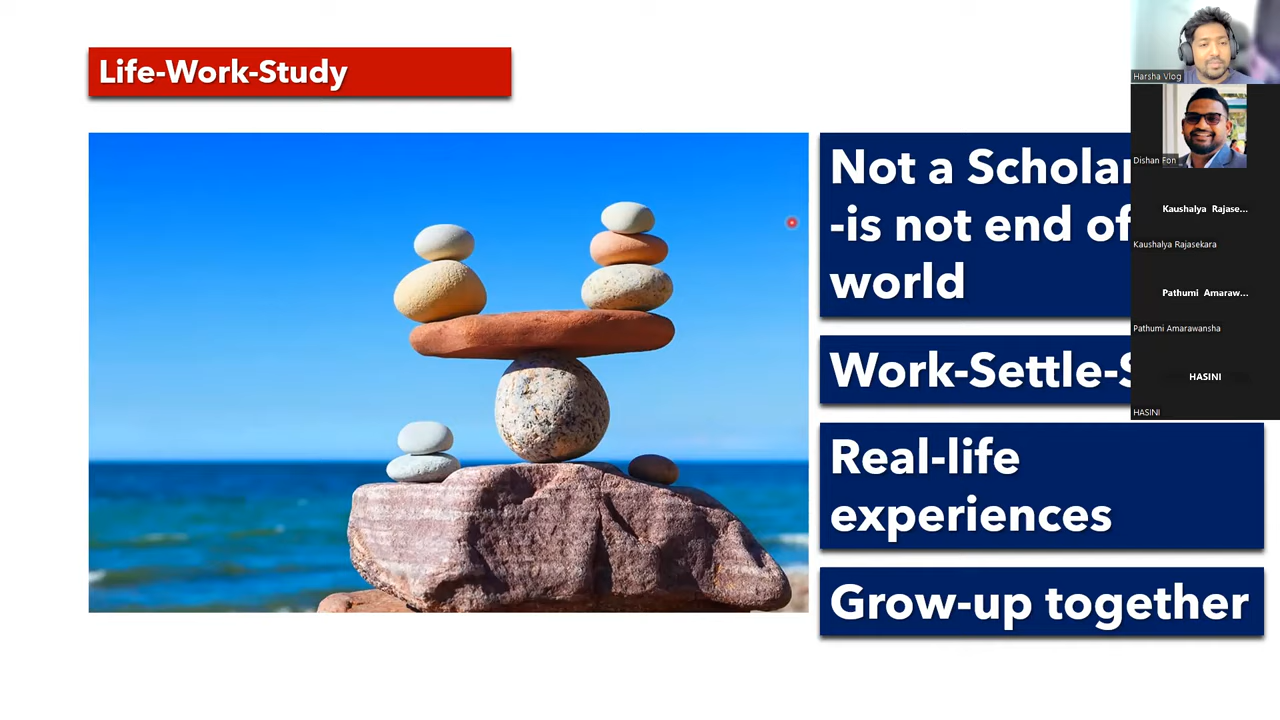 Life-Work-Study
Not a Scholar
-is not end of
world
Work-Settle-S
Real-life
experiences
Grow-up together
Harsha Vlog
Dishan Fon
Kaushalya Rajase...
Kaushalya Rajasekara
Pathumi Amaraw...
Pathumi Amarawansha
HASINI
HASINI